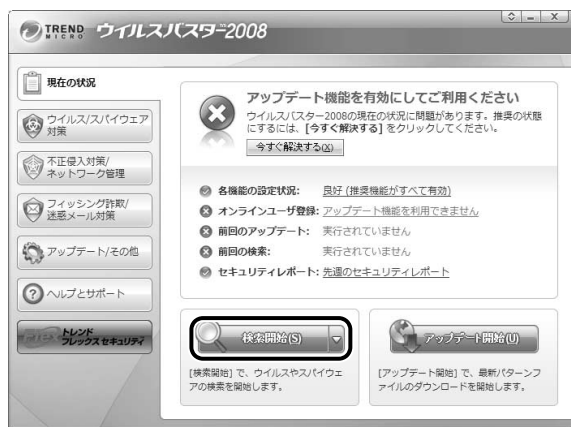 TREND MICRO ウイルスバスター™2008
現在の状況
ウイルス/スパイウェア
対策
不正侵入対策/
ネットワーク管理
フィッシング詐欺/
迷惑メール対策
アップデート/その他
ヘルプとサポート
トレンド
フレックス セキュリティ
アップデート機能を有効にしてご利用ください
ウイルスバスター2008の現在の状況に問題があります。推奨の状態
にするには、[今すぐ解決する] をクリックしてください。
今すぐ解決する(X)
各機能の設定状況: 良好 (推奨機能がすべて有効)
オンラインユーザ登録: アップデート機能を利用できません
前回のアップデート: 実行されていません
前回の検索: 実行されていません
セキュリティレポート: 先週のセキュリティレポート
検索開始(S)
[検索開始] で、ウイルスやスパイウェ
アの検索を開始します。
アップデート開始(U)
[アップデート開始] で、最新パターンフ
ァイルのダウンロードを開始します。